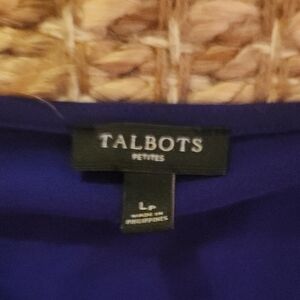 TALBOTS
PETITES
LP
MADE IN
PHILIPPINES